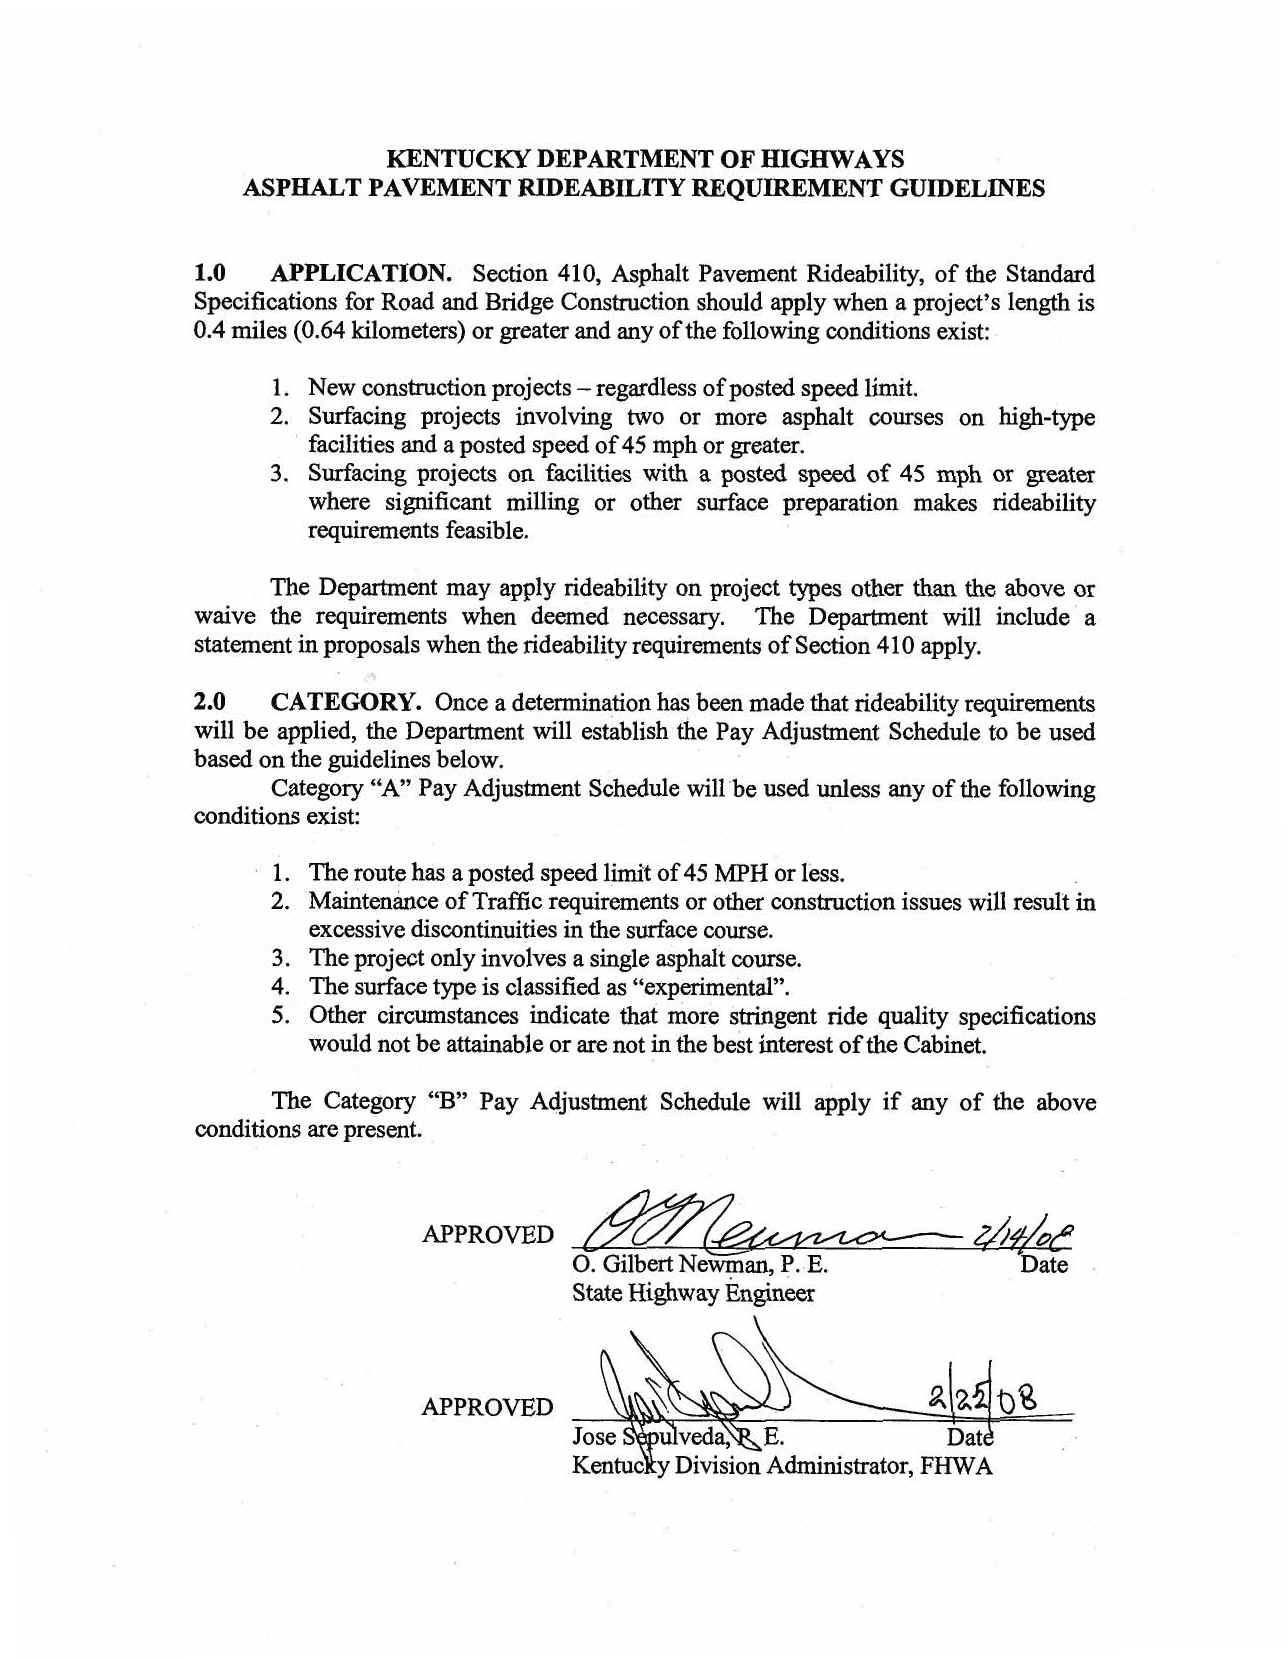 KENTUCKY DEPARTMENT OF HIGHWAYS
ASPHALT PAVEMENT RIDEABILITY REQUIREMENT GUIDELINES
1.0 APPLICATION. Section 410, Asphalt Pavement Rideability, of the Standard
Specifications for Road and Bridge Construction should apply when a project's length is
0.4 miles (0.64 kilometers) or greater and any of the following conditions exist:
1. New construction projects – regardless of posted speed limit.
2. Surfacing projects involving two or more asphalt courses on high-type
facilities and a posted speed of 45 mph or greater.
3. Surfacing projects on facilities with a posted speed of 45 mph or greater
where significant milling or other surface preparation makes rideability
requirements feasible.
The Department may apply rideability on project types other than the above or
waive the requirements when deemed necessary. The Department will include a
statement in proposals when the rideability requirements of Section 410 apply.
2.0 CATEGORY. Once a determination has been made that rideability requirements
will be applied, the Department will establish the Pay Adjustment Schedule to be used
based on the guidelines below.
Category “A” Pay Adjustment Schedule will be used unless any of the following
conditions exist:
1. The route has a posted speed limit of 45 MPH or less.
2. Maintenance of Traffic requirements or other construction issues will result in
excessive discontinuities in the surface course.
3. The project only involves a single asphalt course.
4. The surface type is classified as “experimental”.
5. Other circumstances indicate that more stringent ride quality specifications
would not be attainable or are not in the best interest of the Cabinet.
The Category “B” Pay Adjustment Schedule will apply if any of the above
conditions are present.
APPROVED 2/14/08
O. Gilbert Newman, P. E. Date
State Highway Engineer
APPROVED 2/25/08
Jose Sepulveda, P. E. Date
Kentucky Division Administrator, FHWA